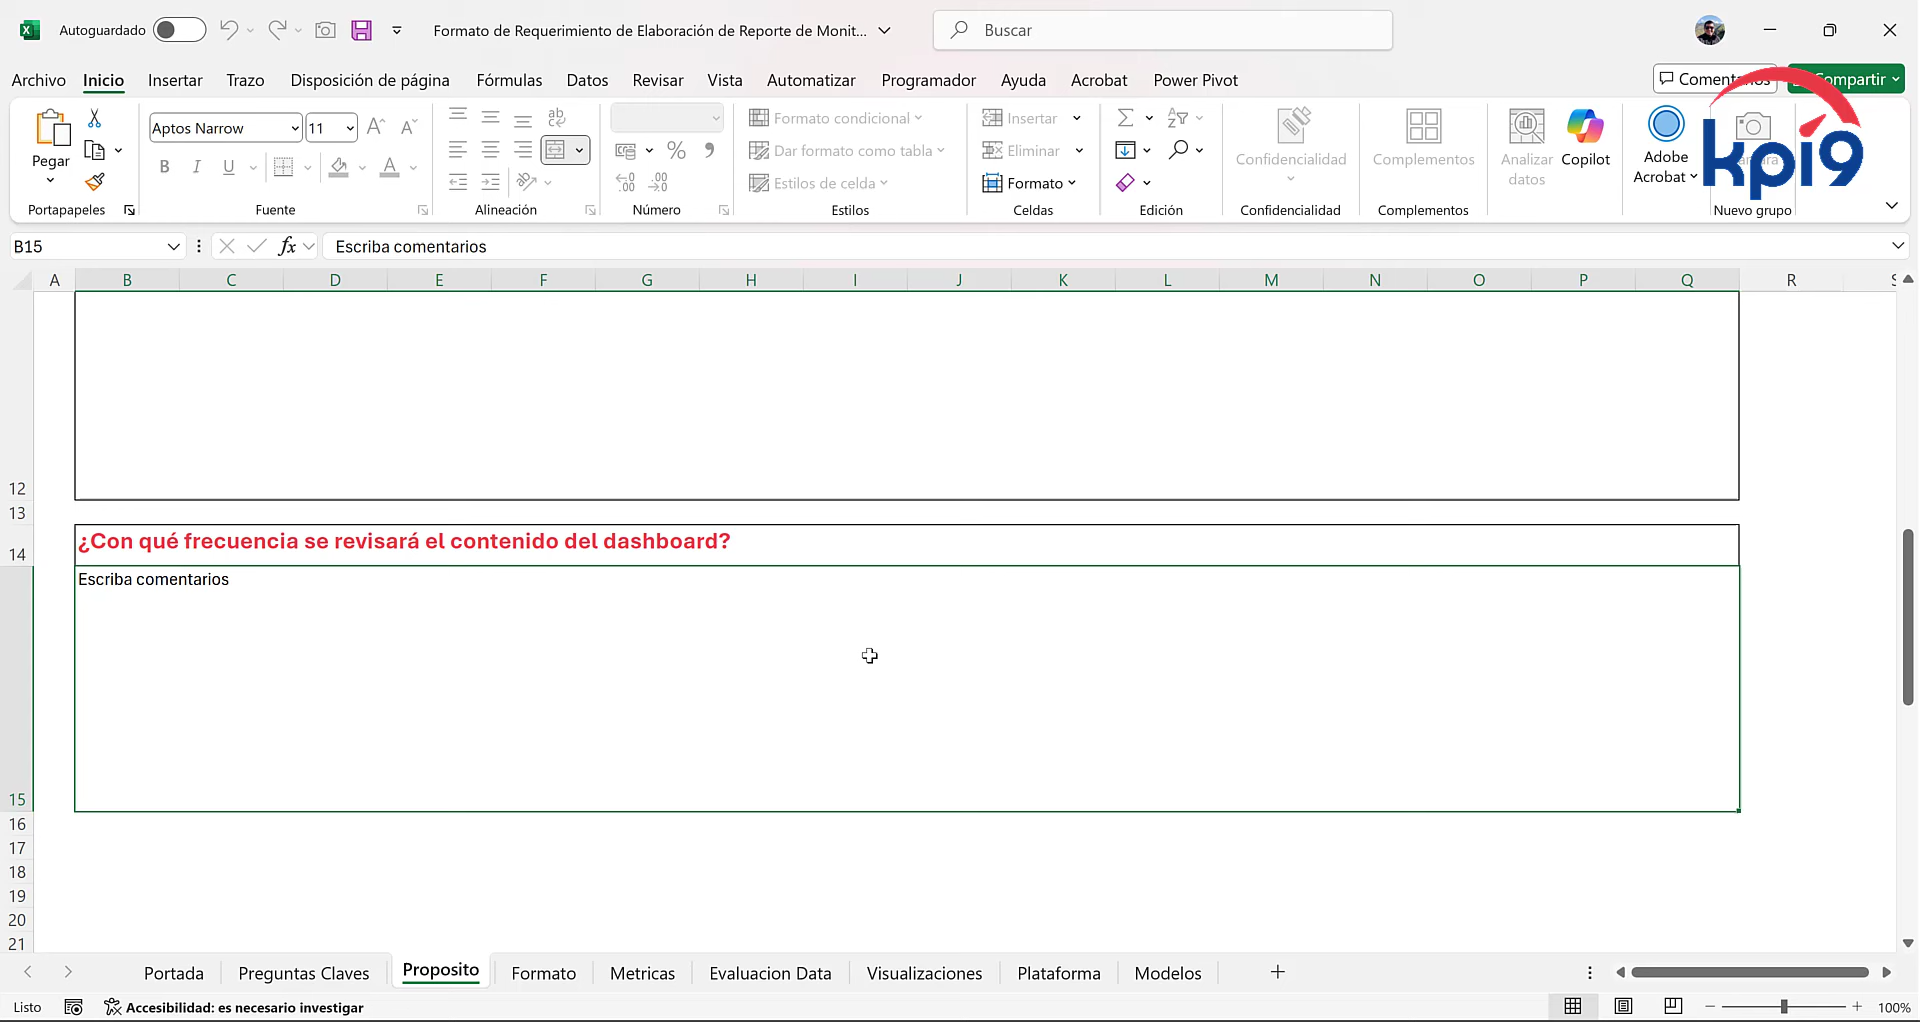 Autoguardado
Formato de Requerimiento de Elaboración de Reporte de Monit...
Buscar
Archivo Inicio Insertar Trazo Disposición de página Fórmulas Datos Revisar Vista Automatizar Programador Ayuda Acrobat Power Pivot
Compartir
kpi9
Pegar
Aptos Narrow 11
Formato condicional
Dar formato como tabla
Estilos de celda
Insertar
Eliminar
Formato
Confidencialidad
Complementos
Analizar datos
Copilot
Adobe Acrobat
Portapapeles Fuente Alineación Número Estilos Celdas Edición Confidencialidad Complementos Nuevo grupo
B15 fx Escriba comentarios
A B C D E F G H I J K L M N O P Q R
12
13
14 ¿Con qué frecuencia se revisará el contenido del dashboard?
Escriba comentarios
15
16
17
18
19
20
21
Portada Preguntas Claves Proposito Formato Metricas Evaluacion Data Visualizaciones Plataforma Modelos
Listo Accesibilidad: es necesario investigar 100%